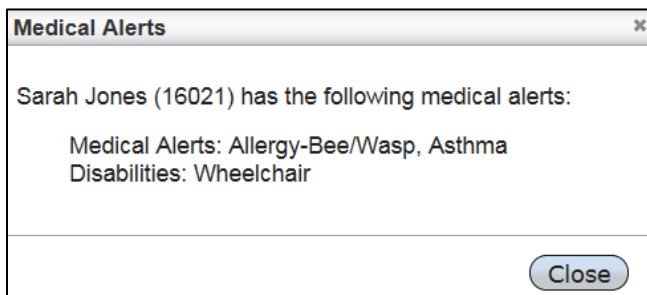 Medical Alerts
Sarah Jones (16021) has the following medical alerts:
Medical Alerts: Allergy-Bee/Wasp, Asthma
Disabilities: Wheelchair
Close